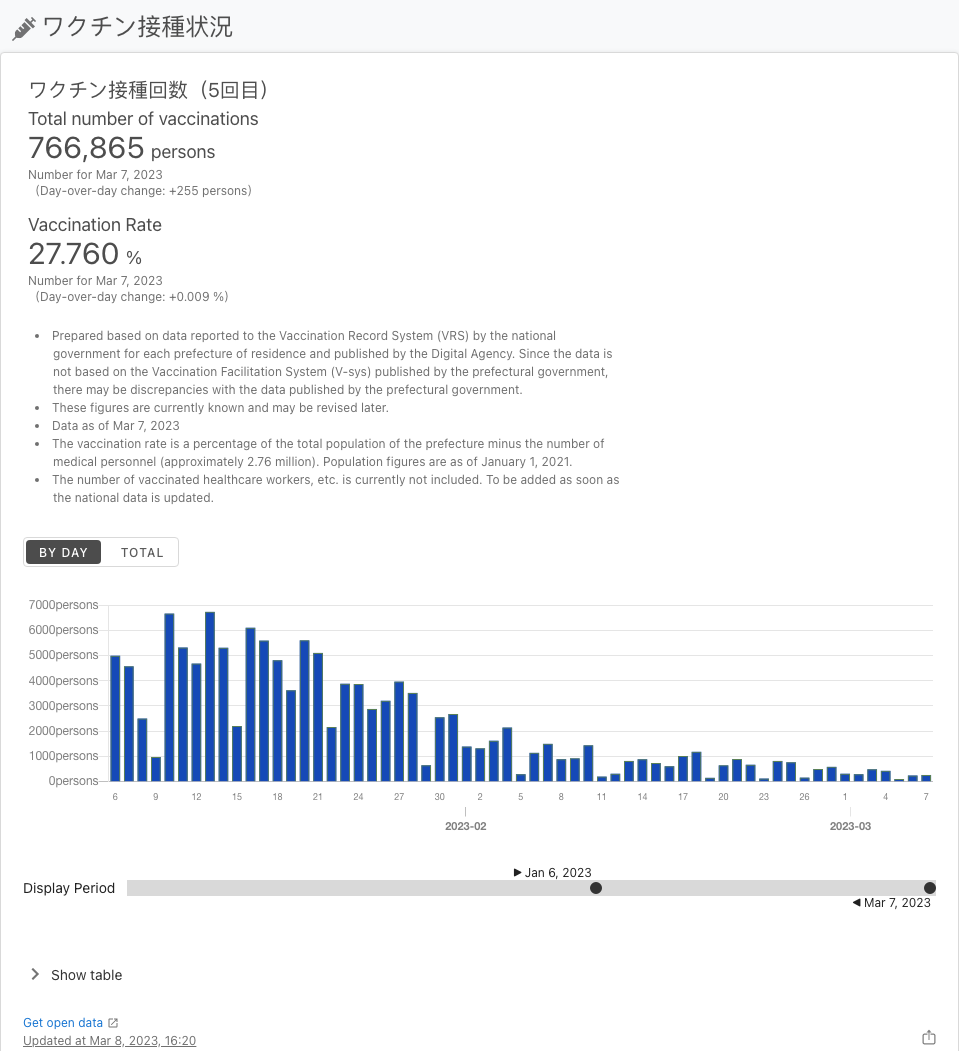 ワクチン接種状況
ワクチン接種回数（5回目）
Total number of vaccinations
766,865 persons
Number for Mar 7, 2023
（Day-over-day change: +255 persons）
Vaccination Rate
27.760 %
Number for Mar 7, 2023
（Day-over-day change: +0.009 %）
• Prepared based on data reported to the Vaccination Record System (VRS) by the national
government for each prefecture of residence and published by the Digital Agency. Since the data is
not based on the Vaccination Facilitation System (V-sys) published by the prefectural government,
there may be discrepancies with the data published by the prefectural government.
• These figures are currently known and may be revised later.
• Data as of Mar 7, 2023
• The vaccination rate is a percentage of the total population of the prefecture minus the number of
medical personnel (approximately 2.76 million). Population figures are as of January 1, 2021.
• The number of vaccinated healthcare workers, etc. is currently not included. To be added as soon as
the national data is updated.
BY DAY TOTAL
7000persons
6000persons
5000persons
4000persons
3000persons
2000persons
1000persons
0persons
6 9 12 15 18 21 24 27 30 2 5 8 11 14 17 20 23 26 1 4 7
2023-02 2023-03
▶ Jan 6, 2023
Display Period
◀ Mar 7, 2023
Show table
Get open data
Updated at Mar 8, 2023, 16:20